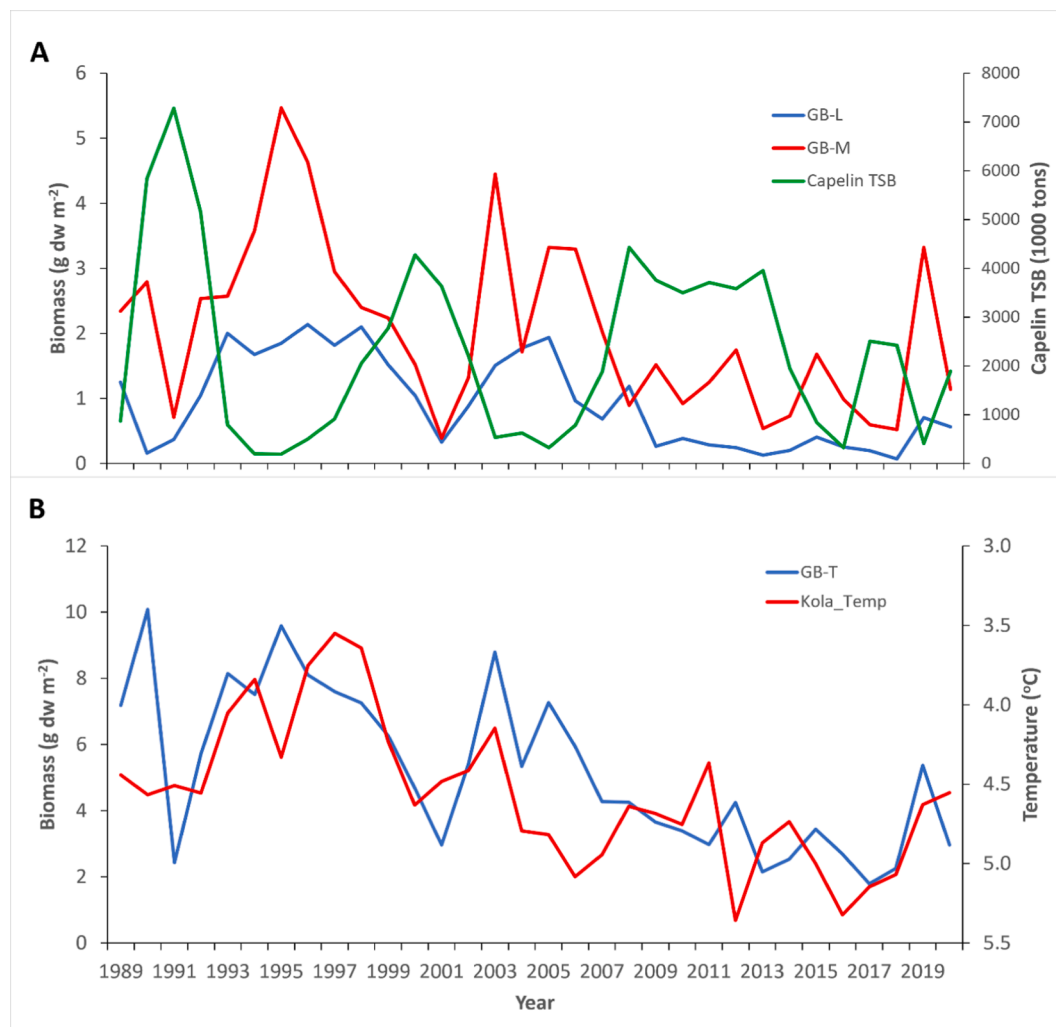 A
Biomass (g dw m-2)
6
5
4
3
2
1
0
GB-L
GB-M
Capelin TSB
8000
7000
6000
5000
4000
3000
2000
1000
0
Capelin TSB (1000 tons)
B
Biomass (g dw m-2)
12
10
8
6
4
2
0
GB-T
Kola_Temp
3.0
3.5
4.0
4.5
5.0
5.5
Temperature (oC)
1989 1991 1993 1995 1997 1999 2001 2003 2005 2007 2009 2011 2013 2015 2017 2019
Year